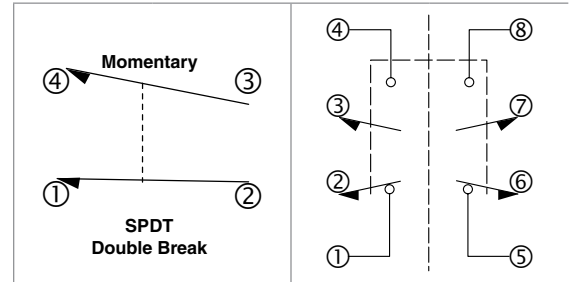 Momentary
④ ③
① ②
SPDT
Double Break
④ ⑧
③ ⑦
② ⑥
① ⑤